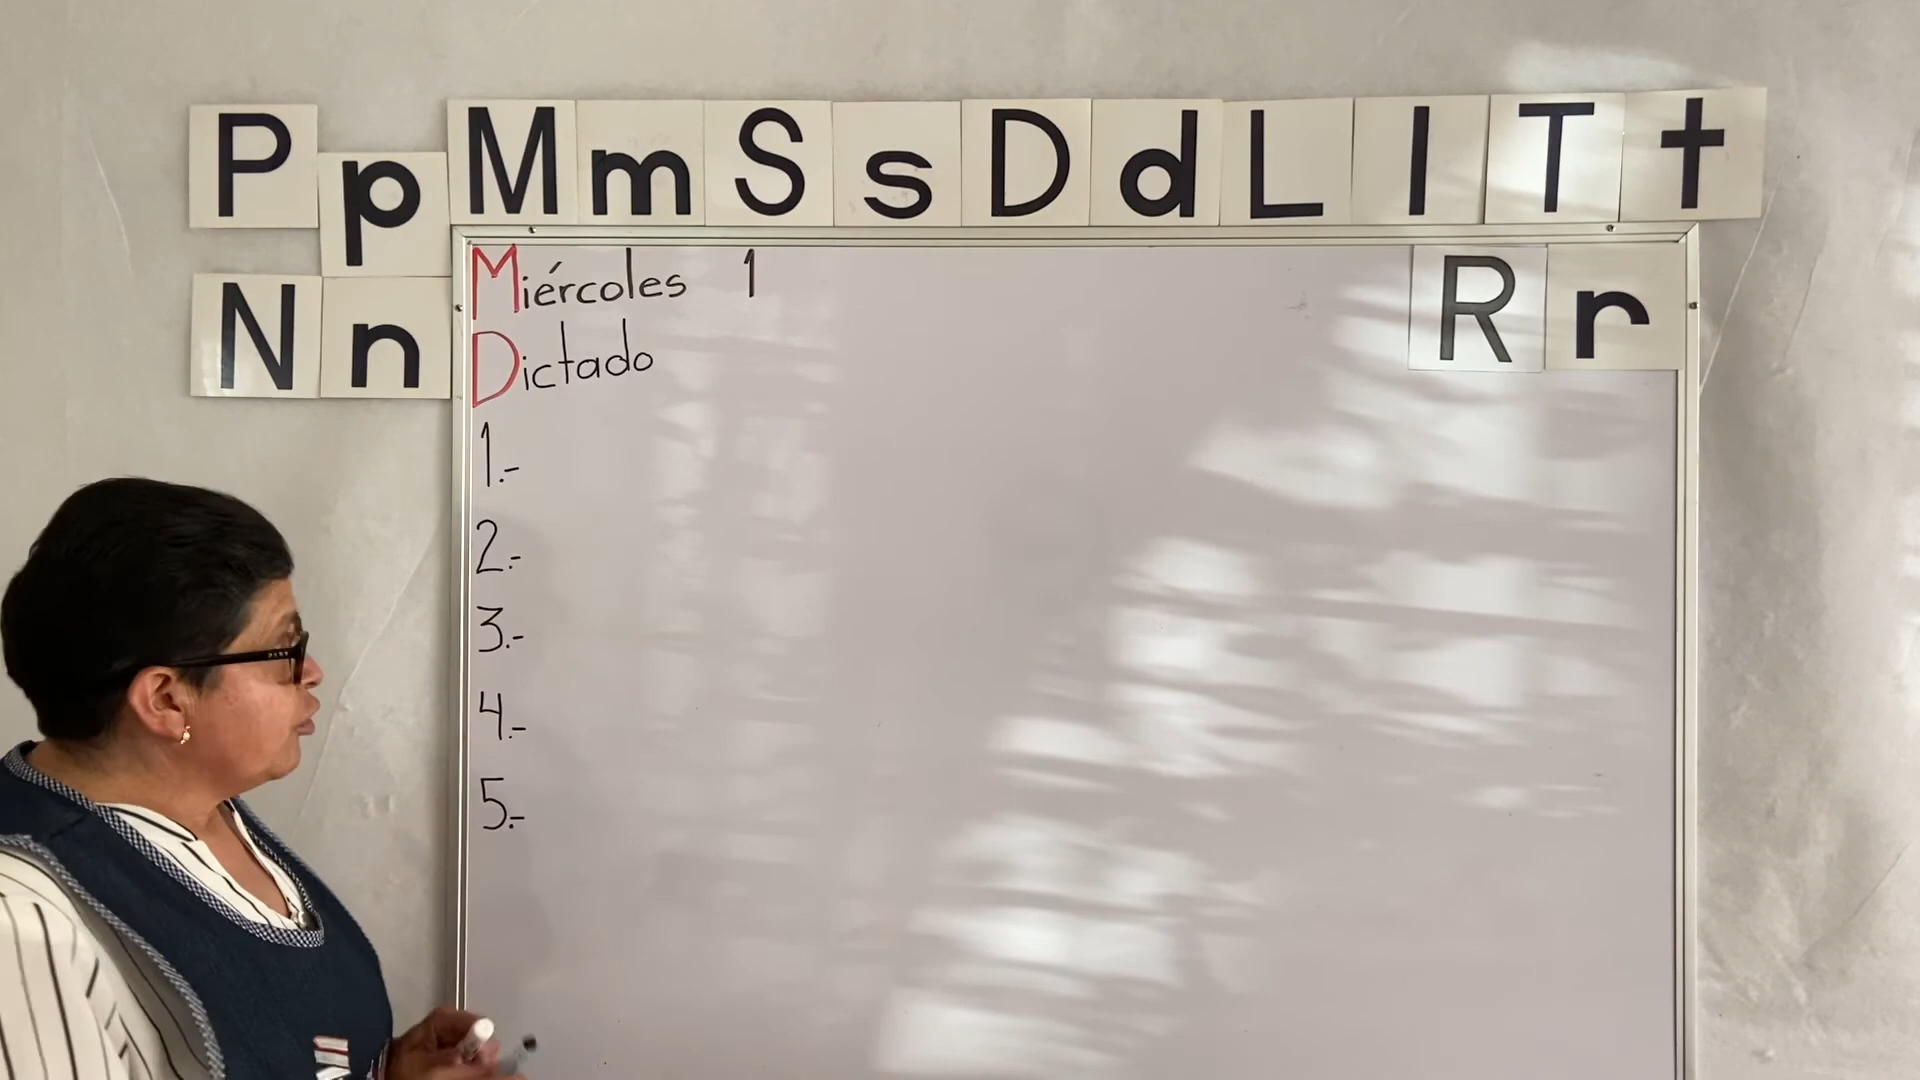 P p M m S s D d L l T t
N n
R r
Miércoles 1
Dictado
1.-
2.-
3.-
4.-
5.-